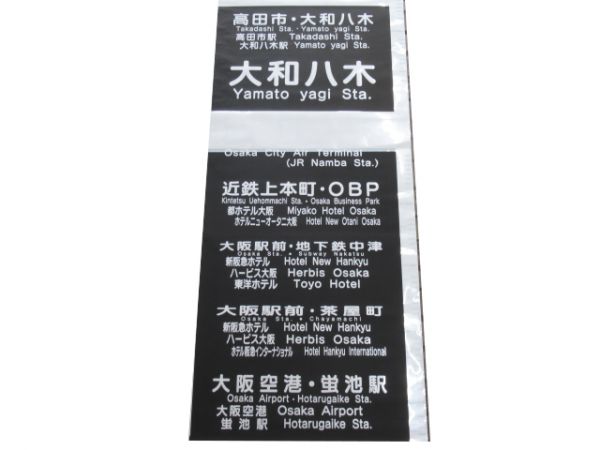 高田市・大和八木
Takadashi Sta.・Yamato yagi Sta.
高田市駅 Takadashi Sta.
大和八木駅 Yamato yagi Sta.
大和八木
Yamato yagi Sta.
Osaka City Air Terminal
(JR Namba Sta.)
近鉄上本町・OBP
Kintetsu Uehommachi Sta.・Osaka Business Park
都ホテル大阪 Miyako Hotel Osaka
ホテルニューオータニ大阪 Hotel New Otani Osaka
大阪駅前・地下鉄中津
Osaka Sta.・Subway Nakatsu
新阪急ホテル Hotel New Hankyu
ハービス大阪 Herbis Osaka
東洋ホテル Toyo Hotel
大阪駅前・茶屋町
Osaka Sta.・Chayamachi
新阪急ホテル Hotel New Hankyu
ハービス大阪 Herbis Osaka
ホテル阪急インターナショナル Hotel Hankyu International
大阪空港・蛍池駅
Osaka Airport・Hotarugaike Sta.
大阪空港 Osaka Airport
蛍池駅 Hotarugaike Sta.